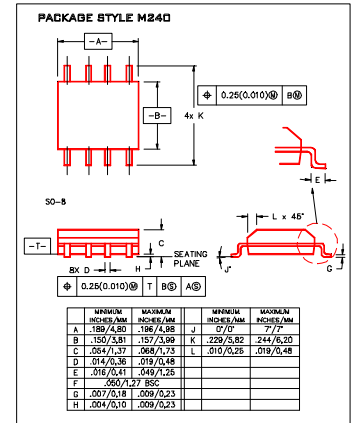 PACKAGE STYLE M240
-A-
-B-
4x K
⌖ 0.25(0.010)Ⓜ BⓂ
E
SO-8
L x 45°
-T-
C
SEATING
PLANE
8X D
H
J°
G
⌖ 0.25(0.010)Ⓜ T BⓈ AⓈ
MINIMUM MAXIMUM MINIMUM MAXIMUM
INCHES/MM INCHES/MM INCHES/MM INCHES/MM
A .189/4,80 .196/4,98 J 0°/0° 7°/7°
B .150/3,81 .157/3,99 K .229/5,82 .244/6,20
C .054/1,37 .068/1,73 L .010/0,25 .019/0,48
D .014/0,36 .019/0,48
E .016/0,41 .049/1,25
F .050/1,27 BSC
G .007/0,18 .009/0,23
H .004/0,10 .009/0,23